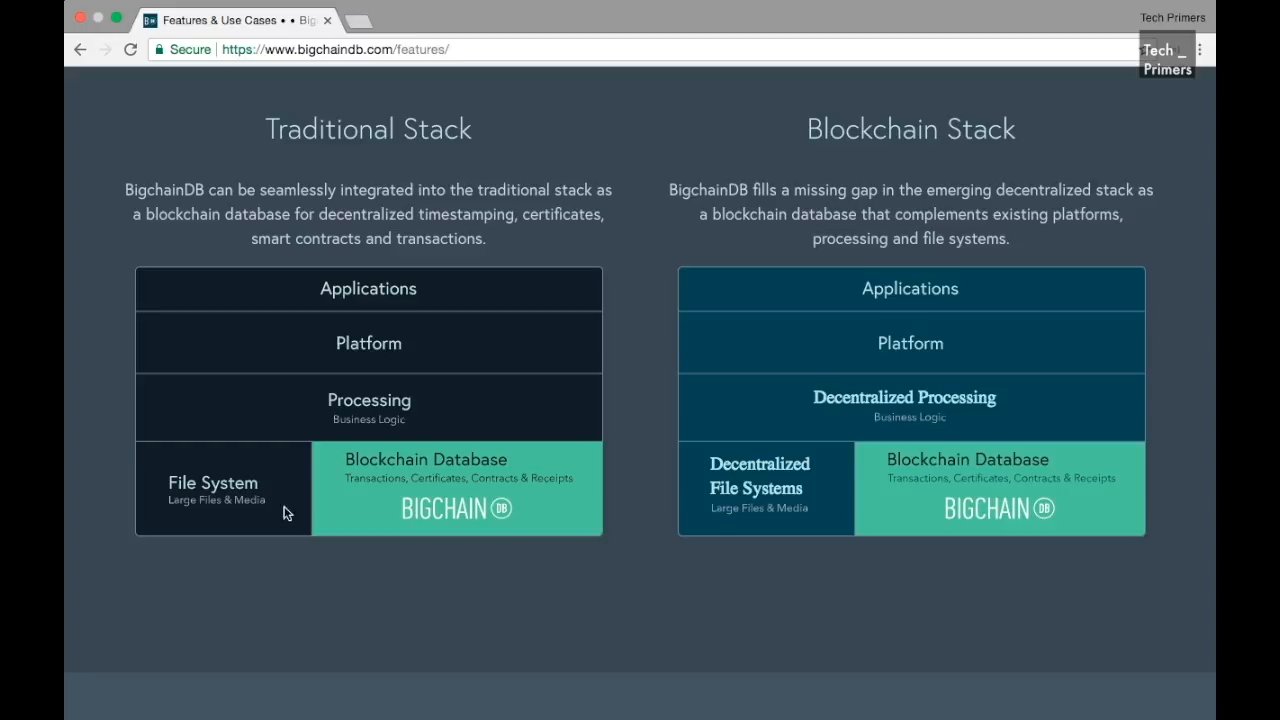 Features & Use Cases • • Big
Tech Primers
Secure
https://www.bigchaindb.com/features/
Tech _
Primers
Traditional Stack
BigchainDB can be seamlessly integrated into the traditional stack as
a blockchain database for decentralized timestamping, certificates,
smart contracts and transactions.
Applications
Platform
Processing
Business Logic
File System
Large Files & Media
Blockchain Database
Transactions, Certificates, Contracts & Receipts
BIGCHAIN DB
Blockchain Stack
BigchainDB fills a missing gap in the emerging decentralized stack as
a blockchain database that complements existing platforms,
processing and file systems.
Applications
Platform
Decentralized Processing
Business Logic
Decentralized
File Systems
Large Files & Media
Blockchain Database
Transactions, Certificates, Contracts & Receipts
BIGCHAIN DB